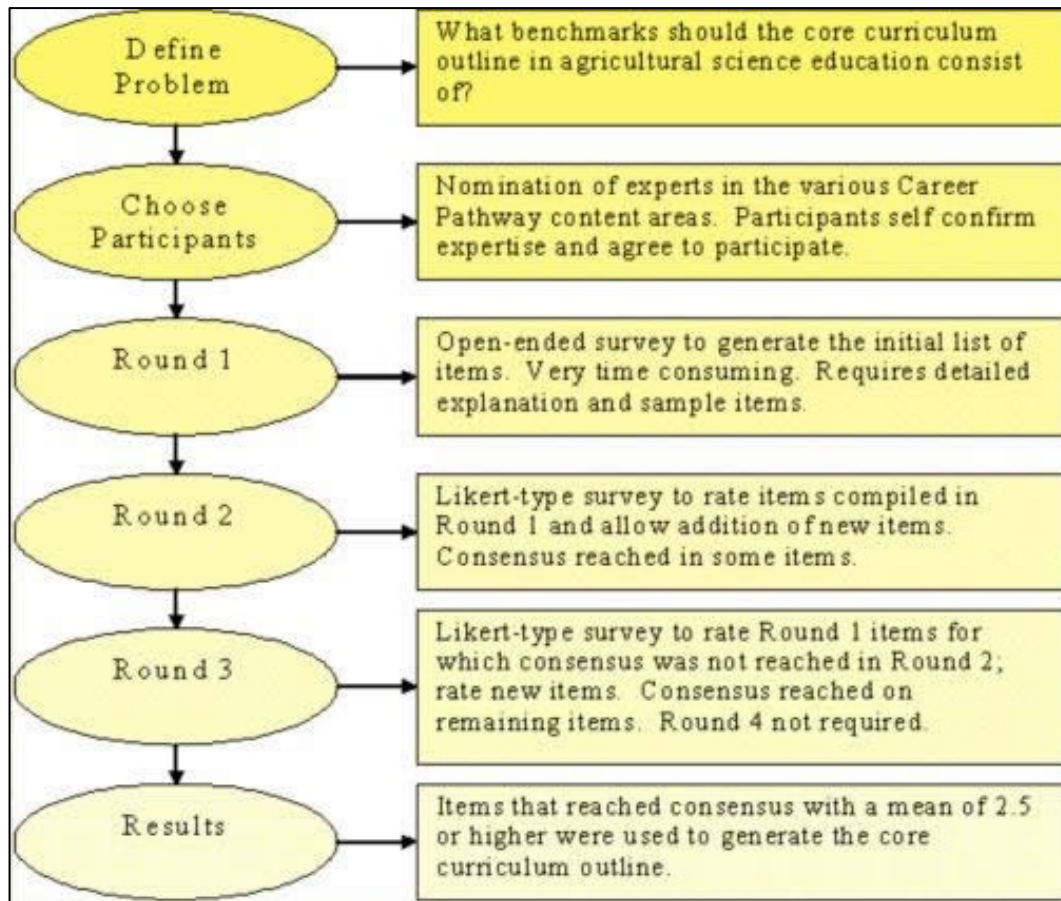 Define
Problem
What benchmarks should the core curriculum
outline in agricultural science education consist
of?
Choose
Participants
Nomination of experts in the various Career
Pathway content areas. Participants self confirm
expertise and agree to participate.
Round 1
Open-ended survey to generate the initial list of
items. Very time consuming. Requires detailed
explanation and sample items.
Round 2
Likert-type survey to rate items compiled in
Round 1 and allow addition of new items.
Consensus reached in some items.
Round 3
Likert-type survey to rate Round 1 items for
which consensus was not reached in Round 2;
rate new items. Consensus reached on
remaining items. Round 4 not required.
Results
Items that reached consensus with a mean of 2.5
or higher were used to generate the core
curriculum outline.